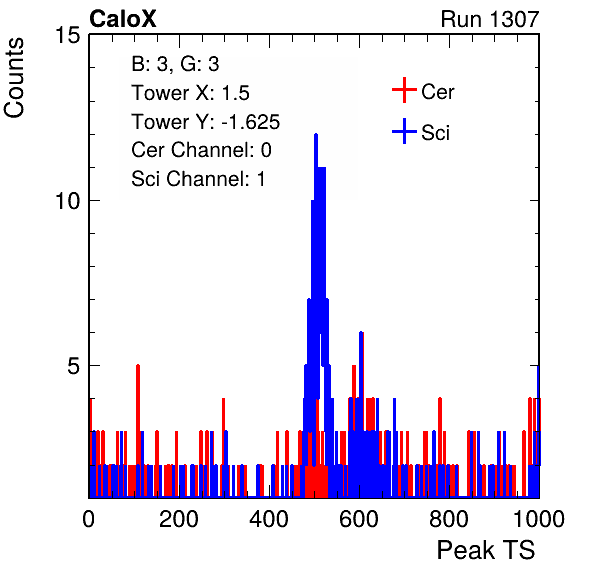 CaloX Run 1307
Counts
15
B: 3, G: 3
Tower X: 1.5
Tower Y: -1.625
Cer Channel: 0
Sci Channel: 1
Cer
Sci
10
5
0 200 400 600 800 1000
Peak TS